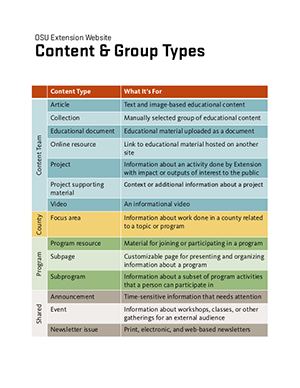 OSU Extension Website
Content & Group Types
Content Type What It's For
Content Team
Article Text and image-based educational content
Collection Manually selected group of educational content
Educational document Educational material uploaded as a document
Online resource Link to educational material hosted on another
site
Project Information about an activity done by Extension
with impact or outputs of interest to the public
Project supporting Context or additional information about a project
material
Video An informational video
County
Focus area Information about work done in a county related
to a topic or program
Program
Program resource Material for joining or participating in a program
Subpage Customizable page for presenting and organizing
information about a program
Subprogram Information about a subset of program activities
that a person can participate in
Shared
Announcement Time-sensitive information that needs attention
Event Information about workshops, classes, or other
gatherings for an external audience
Newsletter issue Print, electronic, and web-based newsletters